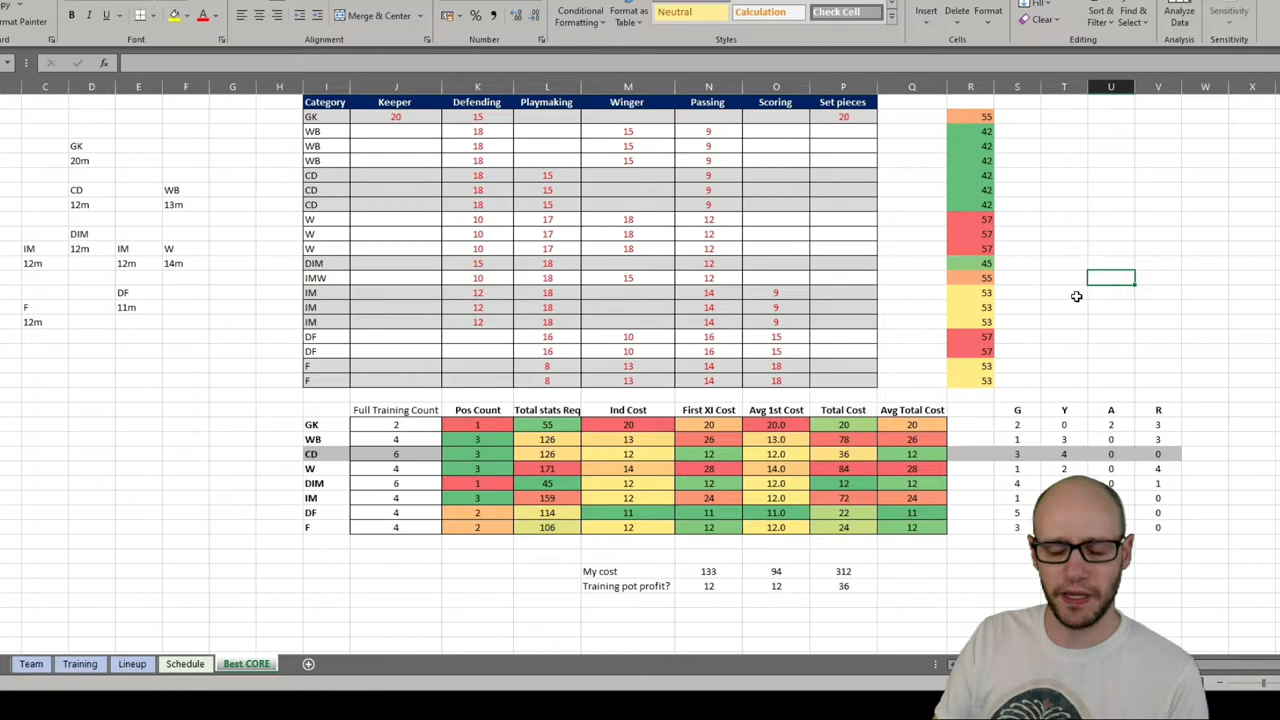 Painter
Merge & Center
Conditional
Formatting
Format as
Table
Neutral
Calculation
Check Cell
Insert
Delete
Format
Fill
Clear
Sort &
Filter
Find &
Select
Analyze
Data
Sensitivity
Font
Alignment
Number
Styles
Cells
Editing
Analysis
Sensitivity
fx
C D E F G H I J K L M N O P Q R S T U V W X
Category Keeper Defending Playmaking Winger Passing Scoring Set pieces
GK 20 15 20 55
WB 18 15 9 42
GK WB 18 15 9 42
20m WB 18 15 9 42
CD 18 15 9 42
CD WB CD 18 15 9 42
12m 13m CD 18 15 9 42
W 10 17 18 12 57
DIM W 10 17 18 12 57
IM 12m IM W W 10 17 18 12 57
12m 12m 14m DIM 15 18 12 45
IMW 10 18 15 12 55
DF IM 12 18 14 9 53
F 11m IM 12 18 14 9 53
12m IM 12 18 14 9 53
DF 16 10 16 15 57
DF 16 10 16 15 57
F 8 13 14 18 53
F 8 13 14 18 53
Full Training Count Pos Count Total stats Req Ind Cost First XI Cost Avg 1st Cost Total Cost Avg Total Cost G Y A R
GK 2 1 55 20 20 20.0 20 20 2 0 2 3
WB 4 3 126 13 26 13.0 78 26 1 3 0 0
CD 6 3 126 12 12 12.0 36 12 3 4 0 0
W 4 3 171 14 28 14.0 84 28 1 2 0 4
DIM 6 1 45 12 12 12.0 12 12 4 0 1
IM 4 3 159 12 24 12.0 72 24 1 0
DF 4 2 114 11 11 11.0 22 11 5 0
F 4 2 106 12 12 12.0 24 12 3 0
My cost 133 94 312
Training pot profit? 12 12 36
Team Training Lineup Schedule Best CORE